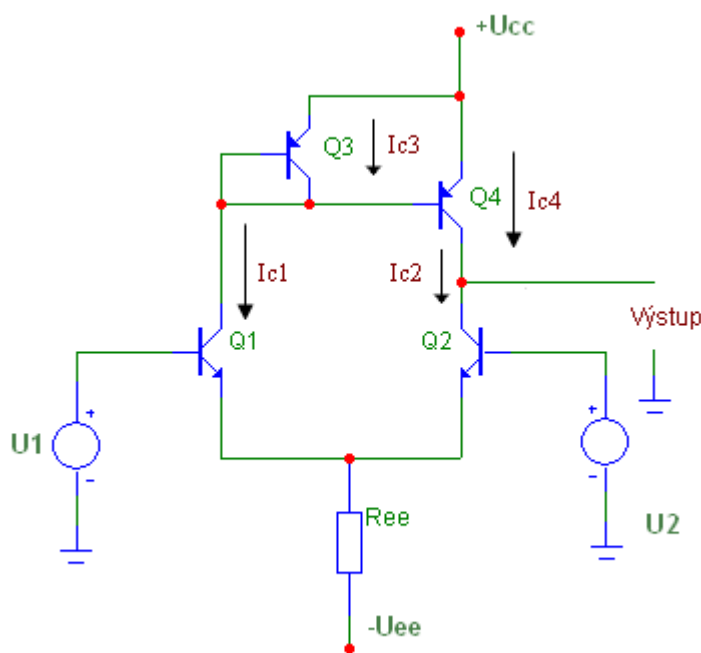 +Ucc
Q3
Ic3
Q4
Ic4
Ic1
Ic2
Výstup
Q1
Q2
+
+
U1
-
-
U2
Ree
-Uee